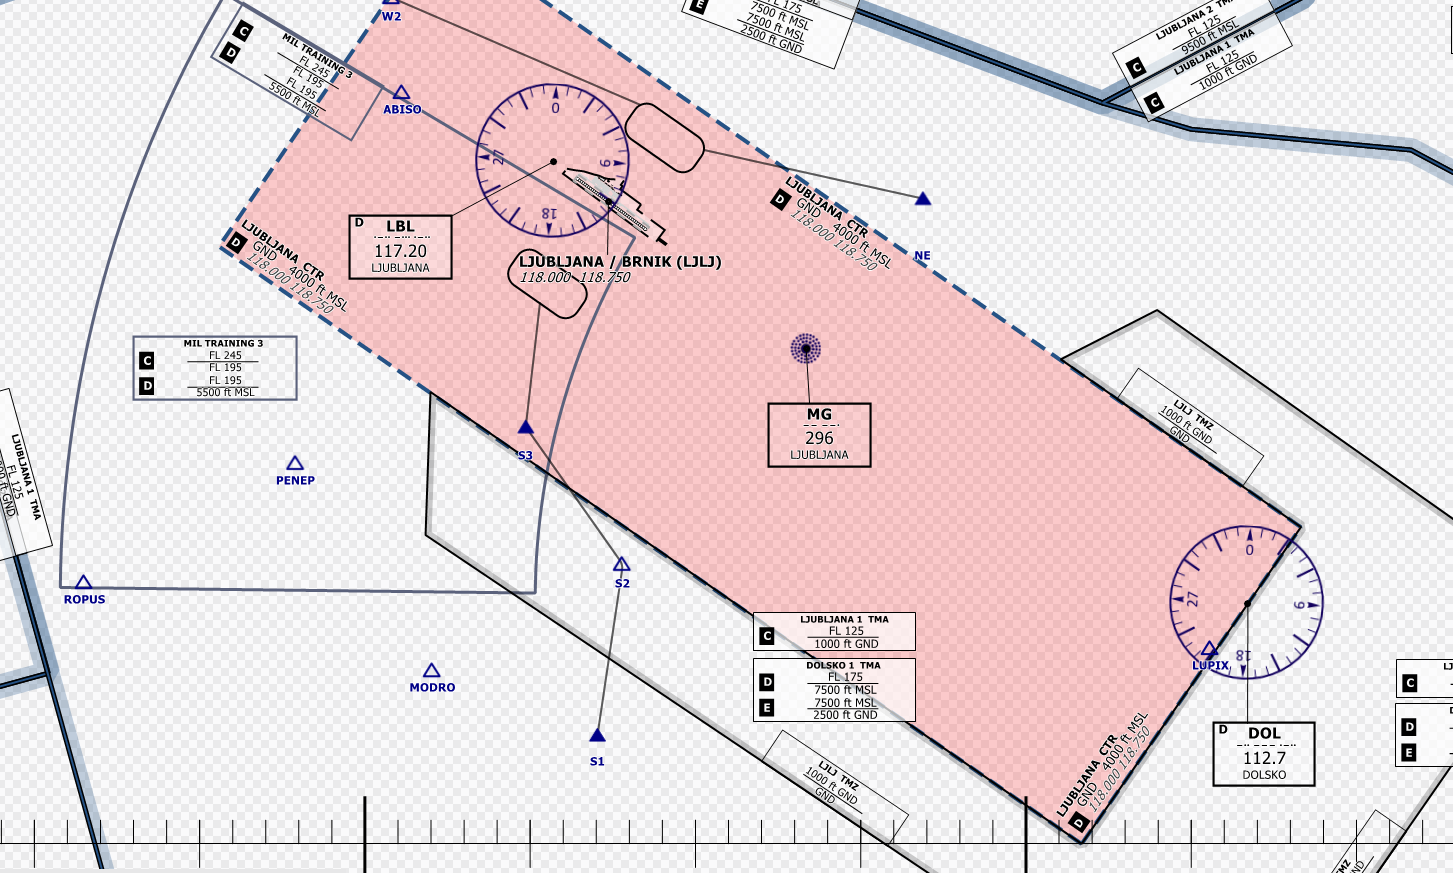 W2
C
D
MIL TRAINING 3
FL 245
FL 195
FL 195
5500 ft MSL
ABISO
E
FL 175
7500 ft MSL
7500 ft MSL
2500 ft GND
C
LJUBLJANA 2 TMA
FL 125
9500 ft MSL
C
LJUBLJANA 1 TMA
FL 125
1000 ft GND
0
9
18
27
D
LBL
117.20
LJUBLJANA
D
LJUBLJANA CTR
GND 4000 ft MSL
118.000 118.750
LJUBLJANA / BRNIK (LJLJ)
118.000 118.750
D
LJUBLJANA CTR
GND 4000 ft MSL
118.000 118.750
NE
MIL TRAINING 3
C
FL 245
FL 195
D
FL 195
5500 ft MSL
MG
296
LJUBLJANA
LJLJ TMZ
1000 ft GND
GND
LJUBLJANA 1 TMA
FL 125
S3
PENEP
S2
ROPUS
MODRO
S1
LJUBLJANA 1 TMA
C
FL 125
1000 ft GND
DOLSKO 1 TMA
D
FL 175
7500 ft MSL
E
7500 ft MSL
2500 ft GND
0
9
18
27
LUPIX
D
DOL
112.7
DOLSKO
C
D
E
D
LJUBLJANA CTR
GND 4000 ft MSL
118.000 118.750
LJLJ TMZ
1000 ft GND
GND